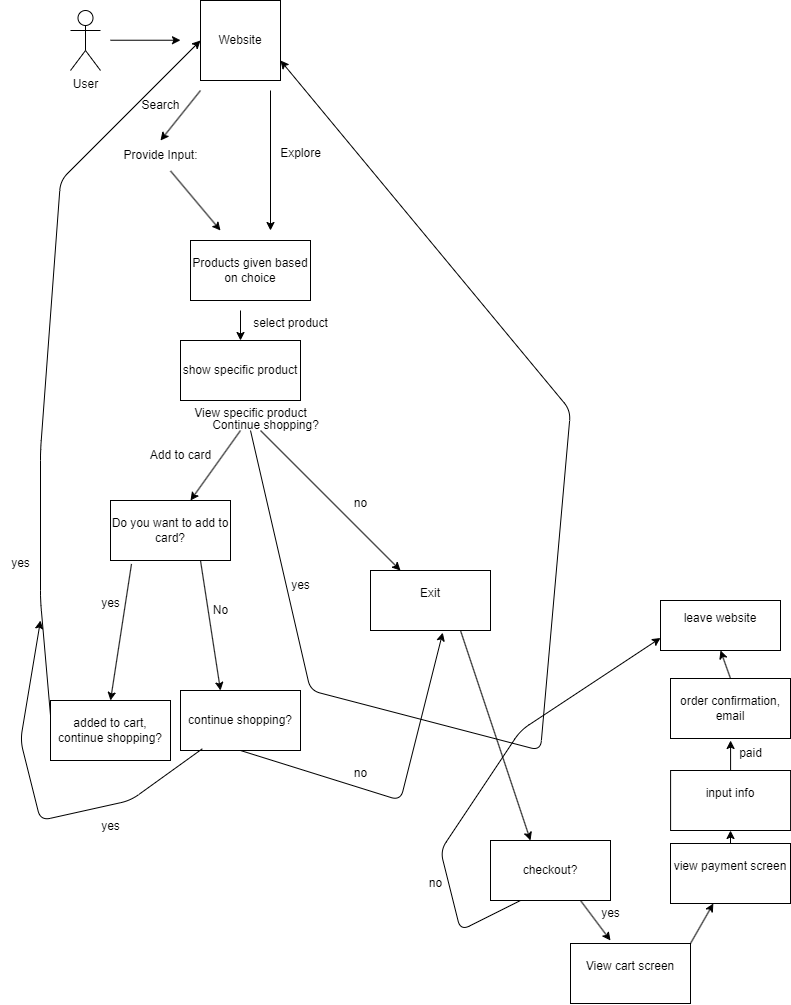 Website
User
Search
Provide Input:
Explore
Products given based
on choice
select product
show specific product
View specific product
Continue shopping?
Add to card
no
Do you want to add to
card?
yes
yes
yes
No
Exit
leave website
order confirmation,
email
added to cart,
continue shopping?
continue shopping?
paid
no
input info
yes
view payment screen
checkout?
no
yes
View cart screen